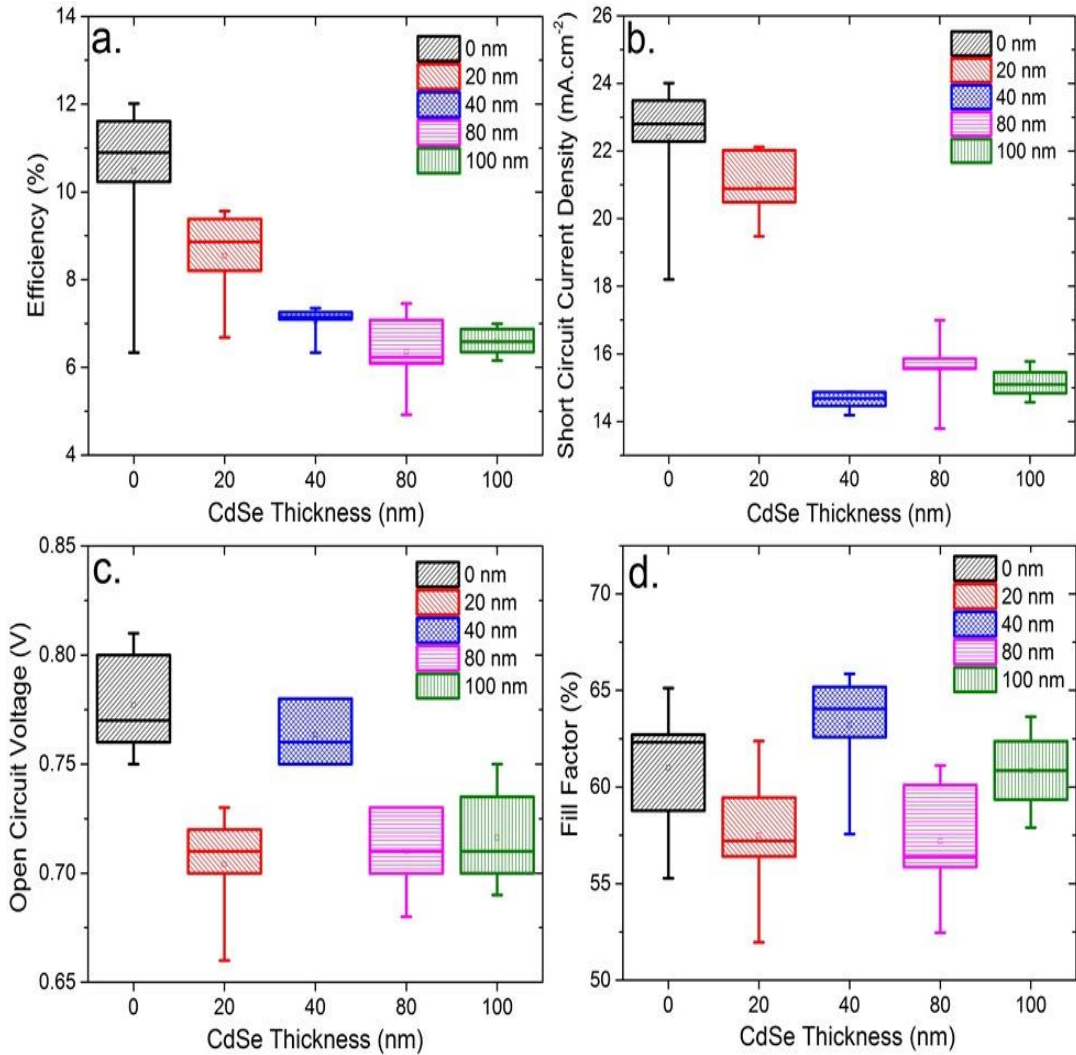 a.
14
12
10
8
6
4
Efficiency (%)
0 nm
20 nm
40 nm
80 nm
100 nm
0 20 40 80 100
CdSe Thickness (nm)
b.
26
24
22
20
18
16
14
Short Circuit Current Density (mA.cm⁻²)
0 nm
20 nm
40 nm
80 nm
100 nm
0 20 40 80 100
CdSe Thickness (nm)
c.
0.85
0.80
0.75
0.70
0.65
Open Circuit Voltage (V)
0 nm
20 nm
40 nm
80 nm
100 nm
0 20 40 80 100
CdSe Thickness (nm)
d.
70
65
60
55
50
Fill Factor (%)
0 nm
20 nm
40 nm
80 nm
100 nm
0 20 40 80 100
CdSe Thickness (nm)